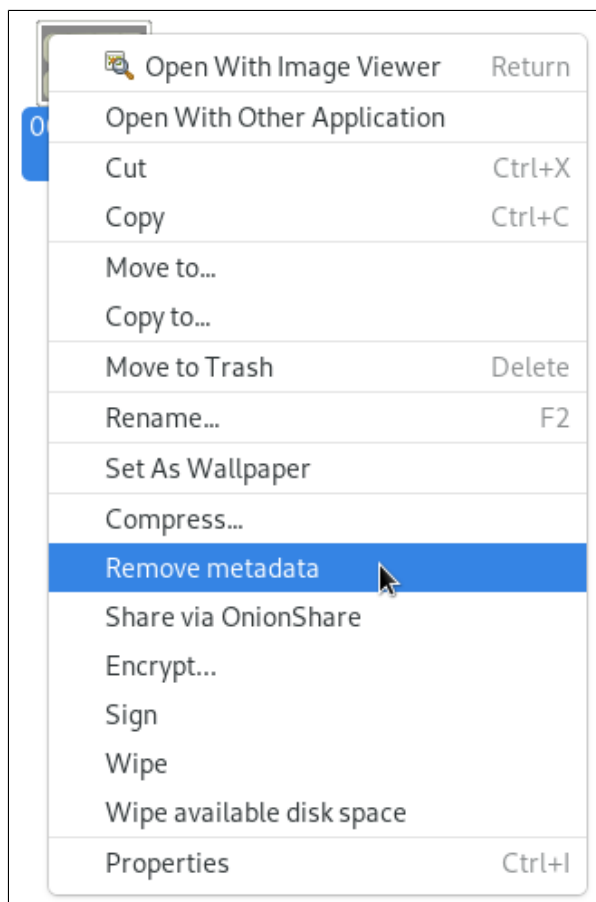 Open With Image Viewer Return
Open With Other Application
Cut Ctrl+X
Copy Ctrl+C
Move to...
Copy to...
Move to Trash Delete
Rename... F2
Set As Wallpaper
Compress...
Remove metadata
Share via OnionShare
Encrypt...
Sign
Wipe
Wipe available disk space
Properties Ctrl+I